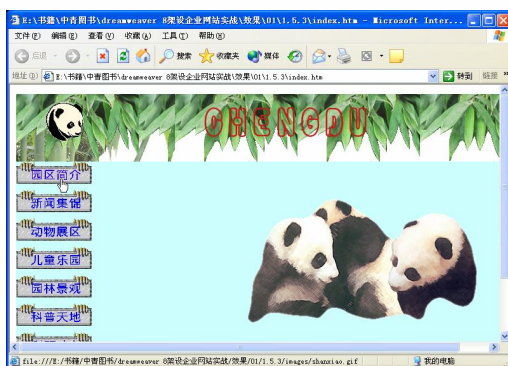 E:\书籍\中青图书\dreamweaver 8架设企业网站实战\效果\01\1.5.3\index.htm - Microsoft Inter...
文件(F) 编辑(E) 查看(V) 收藏(A) 工具(T) 帮助(H)
后退 搜索 收藏夹 媒体
地址(D) E:\书籍\中青图书\dreamweaver 8架设企业网站实战\效果\01\1.5.3\index.htm 转到 链接 »
CHENGDU
园区简介
新闻集锦
动物展区
儿童乐园
园林景观
科普天地
file:///E:/书籍/中青图书/dreamweaver 8架设企业网站实战/效果/01/1.5.3/images/shanxiao.gif 我的电脑